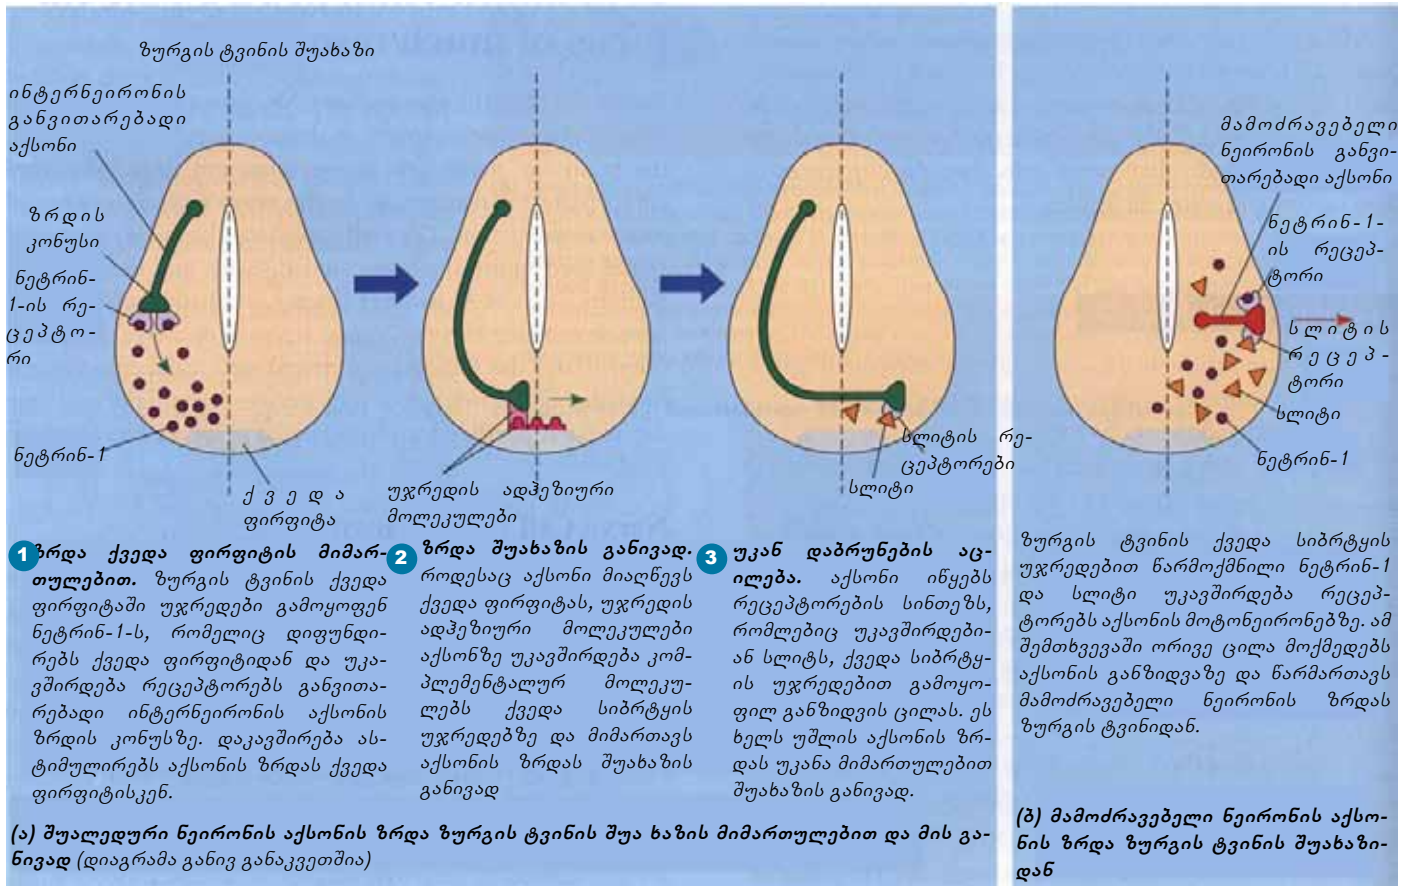 ზურგის ტვინის შუახაზი
ინტერნეირონის
განვითარებადი
აქსონი
ზრდის
კონუსი
ნეტრინ-
1-ის რე-
ცეპტო-
რი
ნეტრინ-1
ქვედა
ფირფიტა
უჯრედის ადჰეზიური
მოლეკულები
სლიტის რე-
ცეპტორები
სლიტი
მამოძრავებელი
ნეირონის განვი-
თარებადი აქსონი
ნეტრინ-1-
ის რეცეპ-
ტორი
სლიტის
რეცეპ-
ტორი
სლიტი
ნეტრინ-1
1 ზრდა ქვედა ფირფიტის მიმარ-
თულებით. ზურგის ტვინის ქვედა
ფირფიტაში უჯრედები გამოყოფენ
ნეტრინ-1-ს, რომელიც დიფუნდი-
რებს ქვედა ფირფიტიდან და უკა-
ვშირდება რეცეპტორებს განვითა-
რებადი ინტერნეირონის აქსონის
ზრდის კონუსზე. დაკავშირება ას-
ტიმულირებს აქსონის ზრდას ქვედა
ფირფიტისკენ.
2 ზრდა შუახაზის განივად.
როდესაც აქსონი მიაღწევს
ქვედა ფირფიტას, უჯრედის
ადჰეზიური მოლეკულები
აქსონზე უკავშირდება კომ-
პლემენტალურ მოლეკუ-
ლებს ქვედა სიბრტყის
უჯრედებზე და მიმართავს
აქსონის ზრდას შუახაზის
განივად
3 უკან დაბრუნების აც-
ილება. აქსონი იწყებს
რეცეპტორების სინთეზს,
რომლებიც უკავშირდები-
ან სლიტს, ქვედა სიბრტყ-
ის უჯრედებით გამოყო-
ფილ განზიდვის ცილას. ეს
ხელს უშლის აქსონის ზრ-
დას უკანა მიმართულებით
შუახაზის განივად.
(ა) შუალედური ნეირონის აქსონის ზრდა ზურგის ტვინის შუა ხაზის მიმართულებით და მის გა-
ნივად (დიაგრამა განივ განაკვეთშია)
ზურგის ტვინის ქვედა სიბრტყის
უჯრედებით წარმოქმნილი ნეტრინ-1
და სლიტი უკავშირდება რეცეპ-
ტორებს აქსონის მოტონეირონებზე. ამ
შემთხვევაში ორივე ცილა მოქმედებს
აქსონის განზიდვაზე და წარმართავს
მამოძრავებელი ნეირონის ზრდას
ზურგის ტვინიდან.
(ბ) მამოძრავებელი ნეირონის აქსო-
ნის ზრდა ზურგის ტვინის შუახაზი-
დან